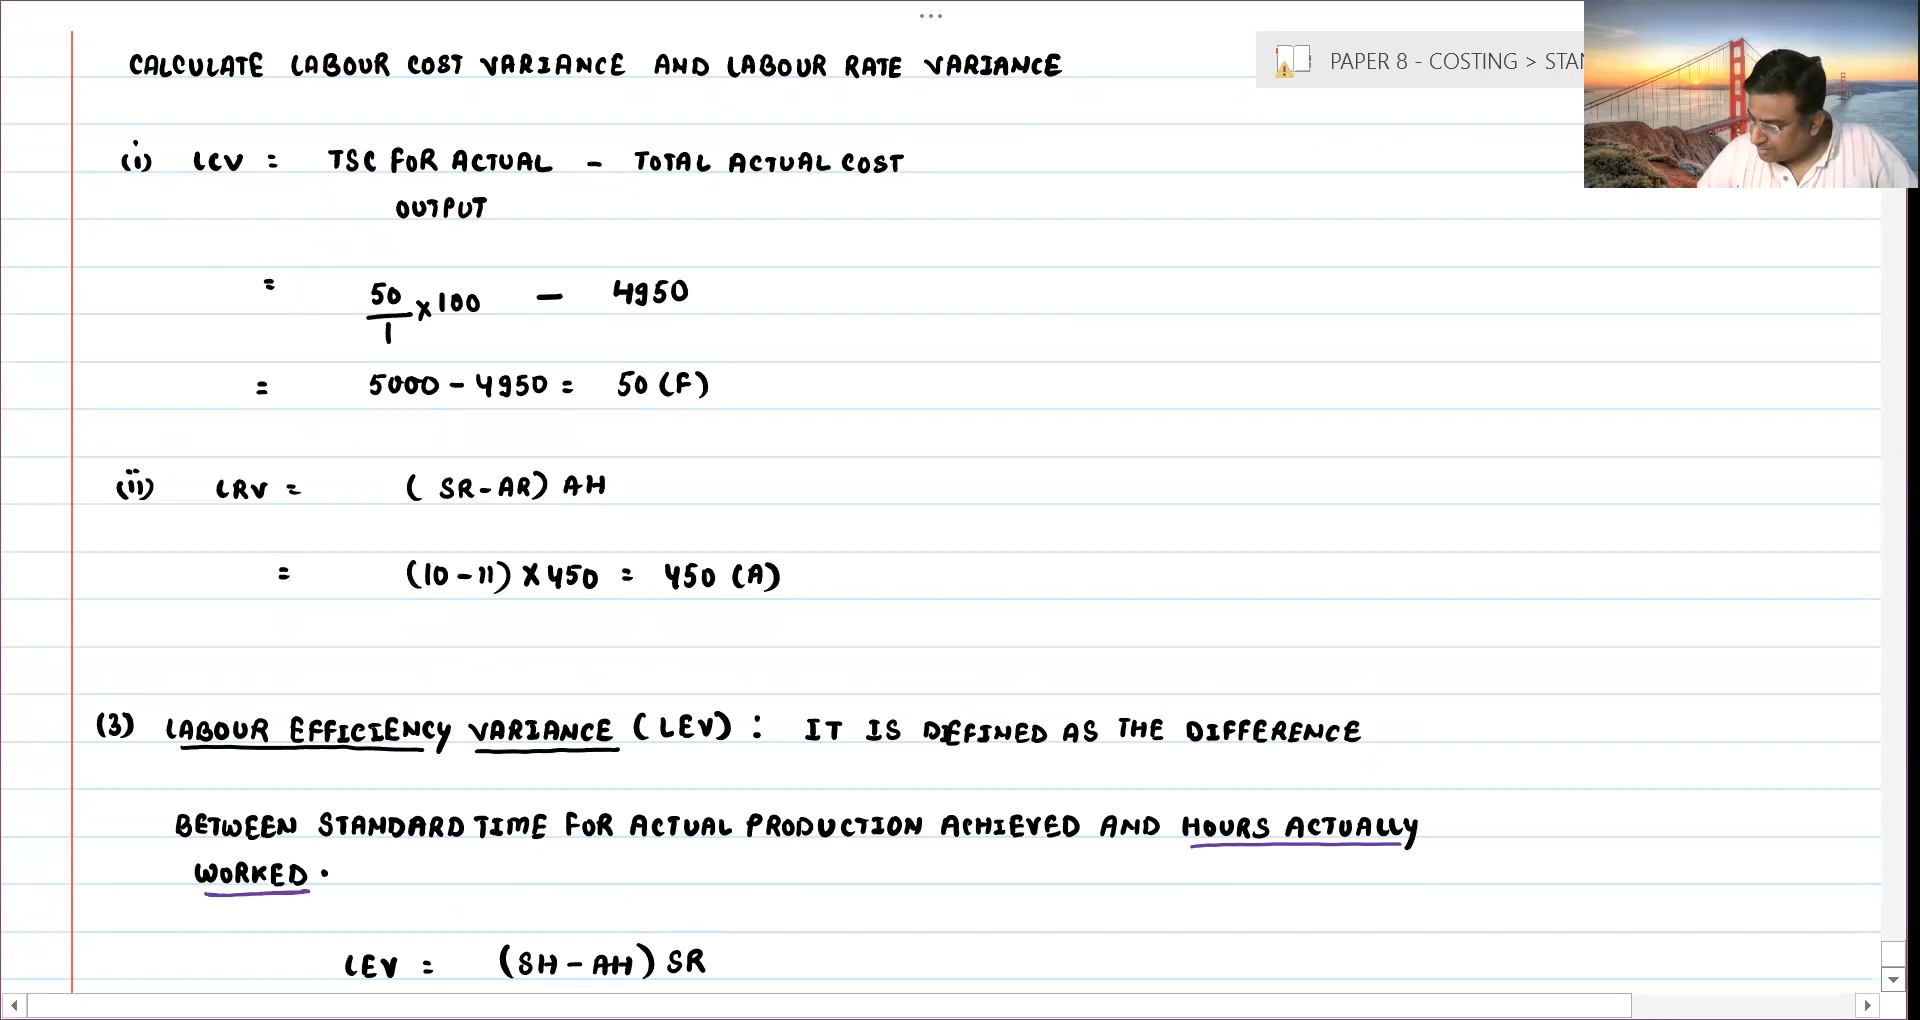 CALCULATE LABOUR COST VARIANCE AND LABOUR RATE VARIANCE
PAPER 8 - COSTING > STAN
(i) LCV = TSC FOR ACTUAL - TOTAL ACTUAL COST
OUTPUT
= 50/1 × 100 - 4950
= 5000 - 4950 = 50 (F)
(ii) LRV = (SR-AR) AH
= (10-11) × 450 = 450 (A)
(3) LABOUR EFFICIENCY VARIANCE (LEV) : IT IS DEFINED AS THE DIFFERENCE
BETWEEN STANDARD TIME FOR ACTUAL PRODUCTION ACHIEVED AND HOURS ACTUALLY
WORKED.
LEV = (SH-AH) SR